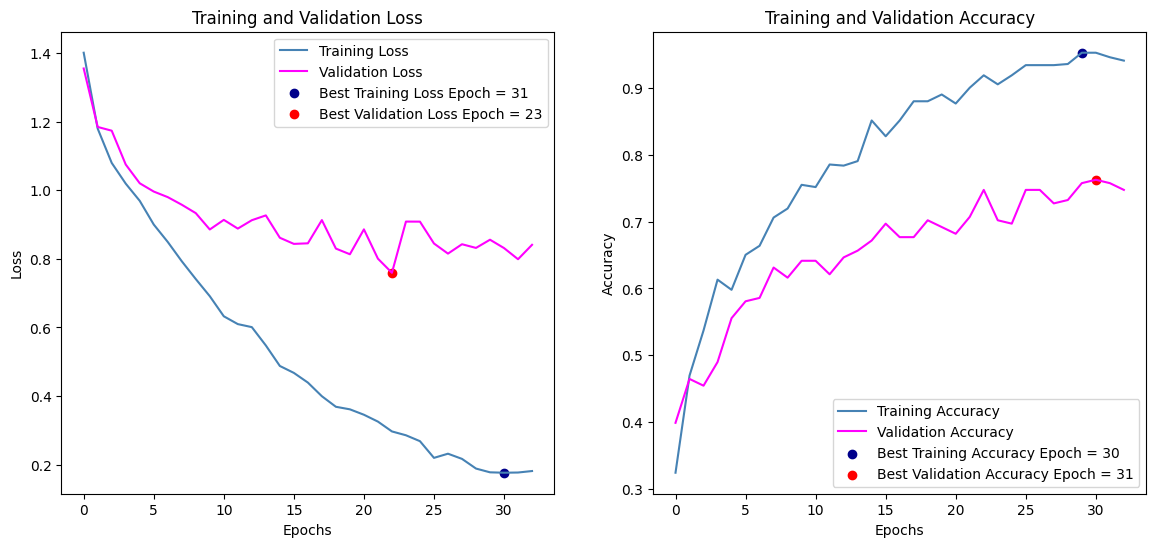 Training and Validation Loss
Training Loss
Validation Loss
Best Training Loss Epoch = 31
Best Validation Loss Epoch = 23
1.4
1.2
1.0
0.8
0.6
0.4
0.2
Loss
0 5 10 15 20 25 30
Epochs
Training and Validation Accuracy
0.9
0.8
0.7
0.6
0.5
0.4
0.3
Accuracy
Training Accuracy
Validation Accuracy
Best Training Accuracy Epoch = 30
Best Validation Accuracy Epoch = 31
0 5 10 15 20 25 30
Epochs